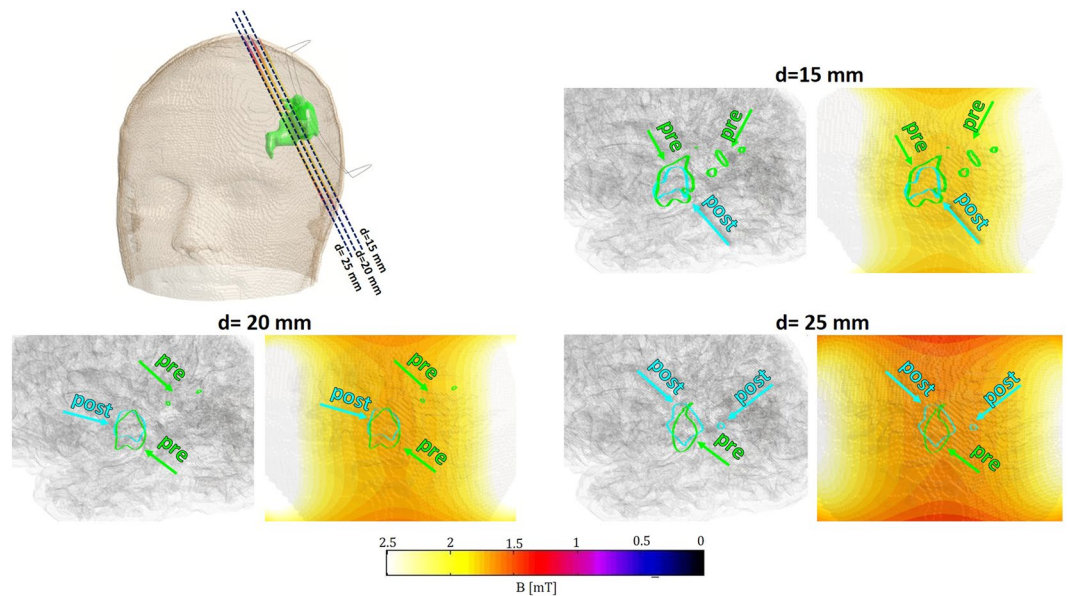 d=15 mm
d=20 mm
d= 25 mm
d=15 mm
pre
pre
post
pre
pre
post
d= 20 mm
pre
post
pre
pre
post
pre
d= 25 mm
post
post
pre
post
post
pre
2.5 2 1.5 1 0.5 0
B [mT]